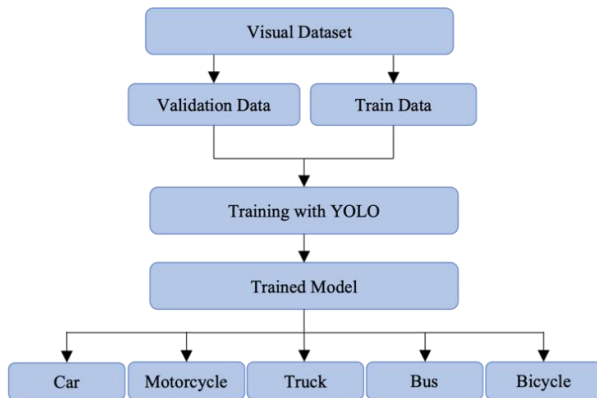 Visual Dataset
Validation Data
Train Data
Training with YOLO
Trained Model
Car
Motorcycle
Truck
Bus
Bicycle